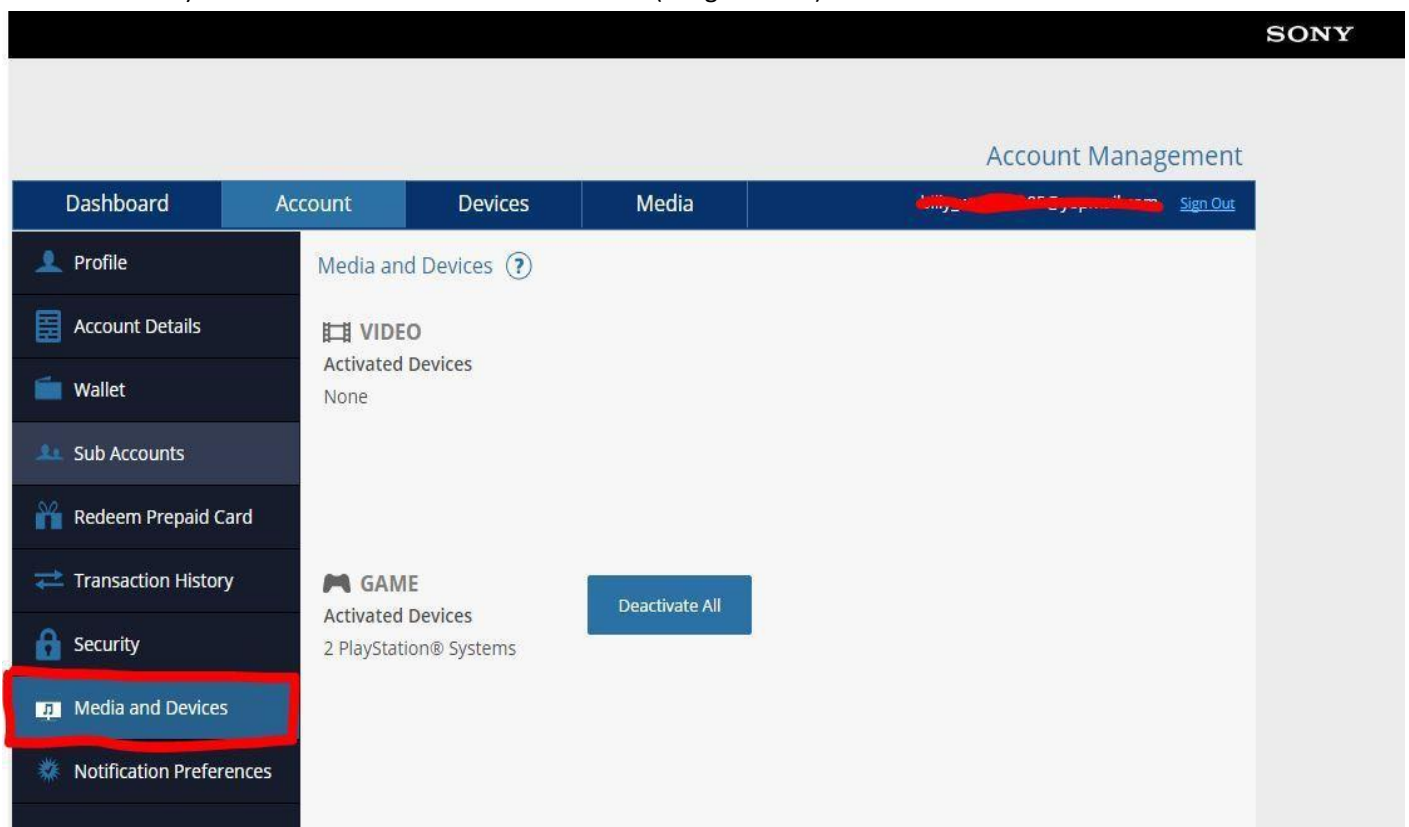 SONY
Account Management
Dashboard Account Devices Media Sign Out
Profile
Account Details
Wallet
Sub Accounts
Redeem Prepaid Card
Transaction History
Security
Media and Devices
Notification Preferences
Media and Devices ?
VIDEO
Activated Devices
None
GAME
Activated Devices
2 PlayStation® Systems
Deactivate All